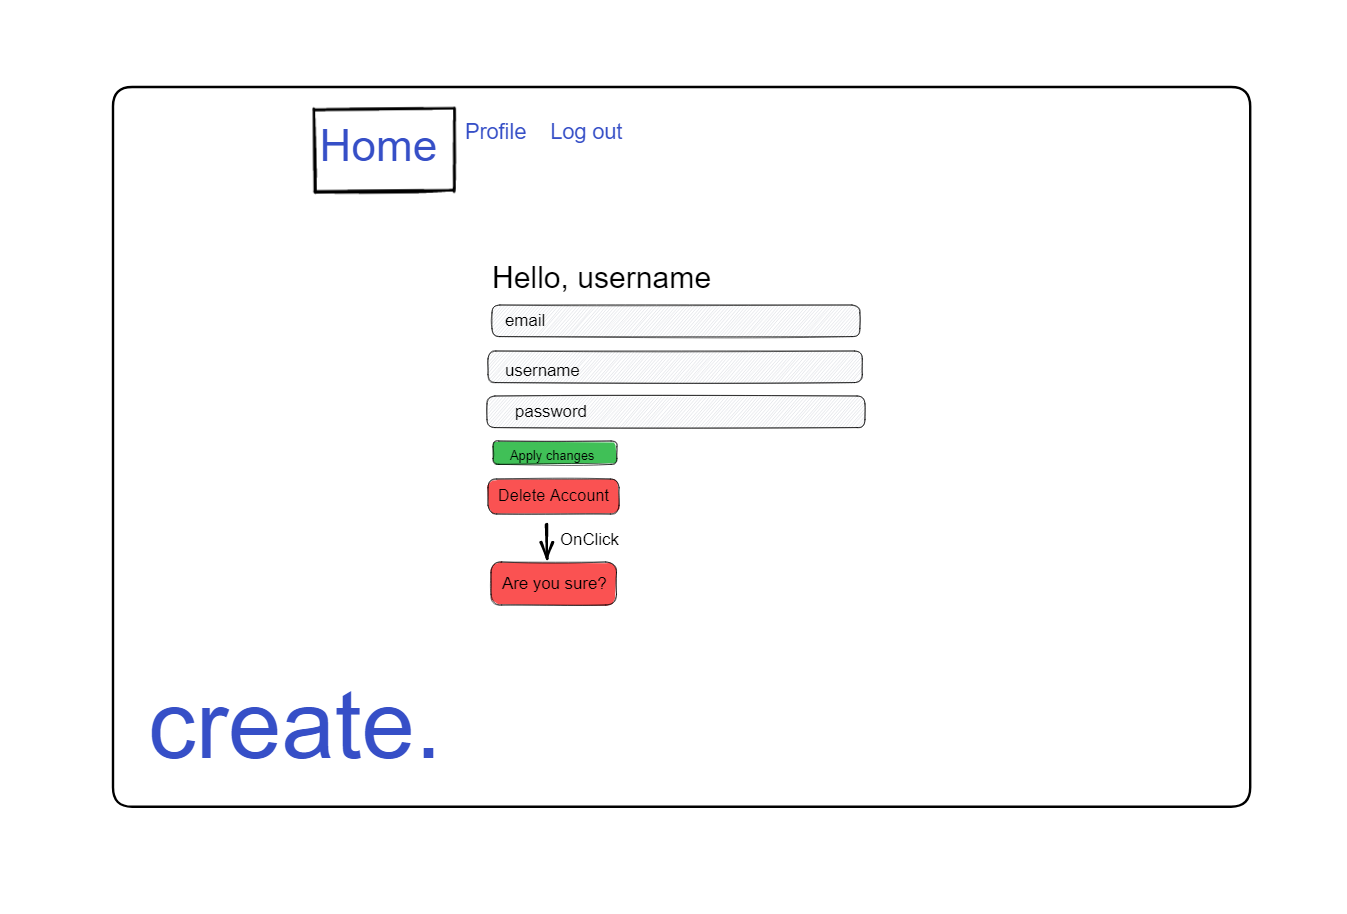 Home
Profile
Log out
Hello, username
email
username
password
Apply changes
Delete Account
OnClick
Are you sure?
create.